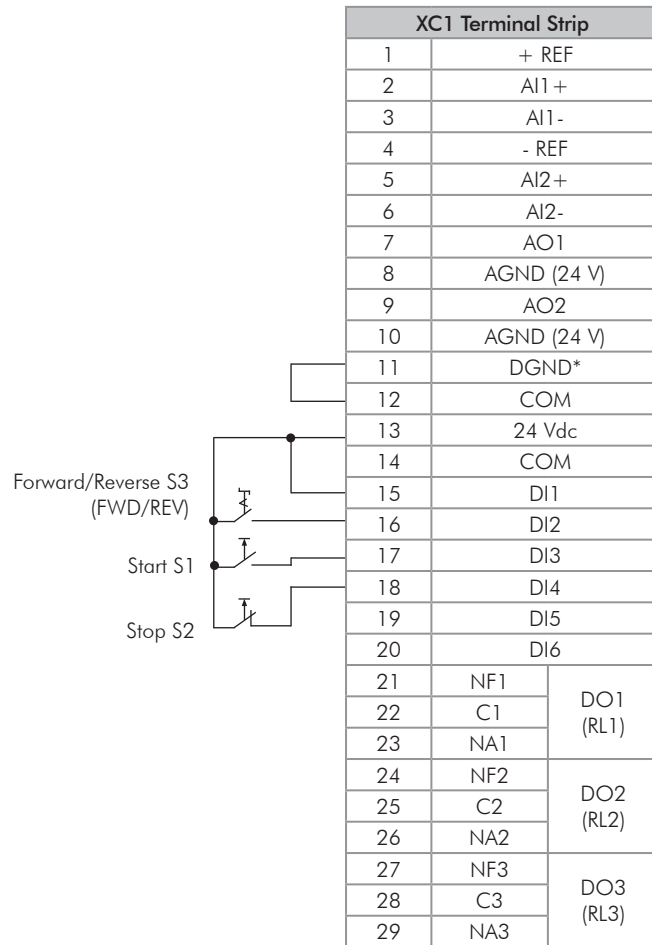 XC1 Terminal Strip
1 + REF
2 AI1+
3 AI1-
4 - REF
5 AI2+
6 AI2-
7 AO1
8 AGND (24 V)
9 AO2
10 AGND (24 V)
11 DGND*
12 COM
13 24 Vdc
14 COM
15 DI1
16 DI2
17 DI3
18 DI4
19 DI5
20 DI6
21 NF1
22 C1
23 NA1
DO1
(RL1)
24 NF2
25 C2
26 NA2
DO2
(RL2)
27 NF3
28 C3
29 NA3
DO3
(RL3)
Forward/Reverse S3
(FWD/REV)
Start S1
Stop S2